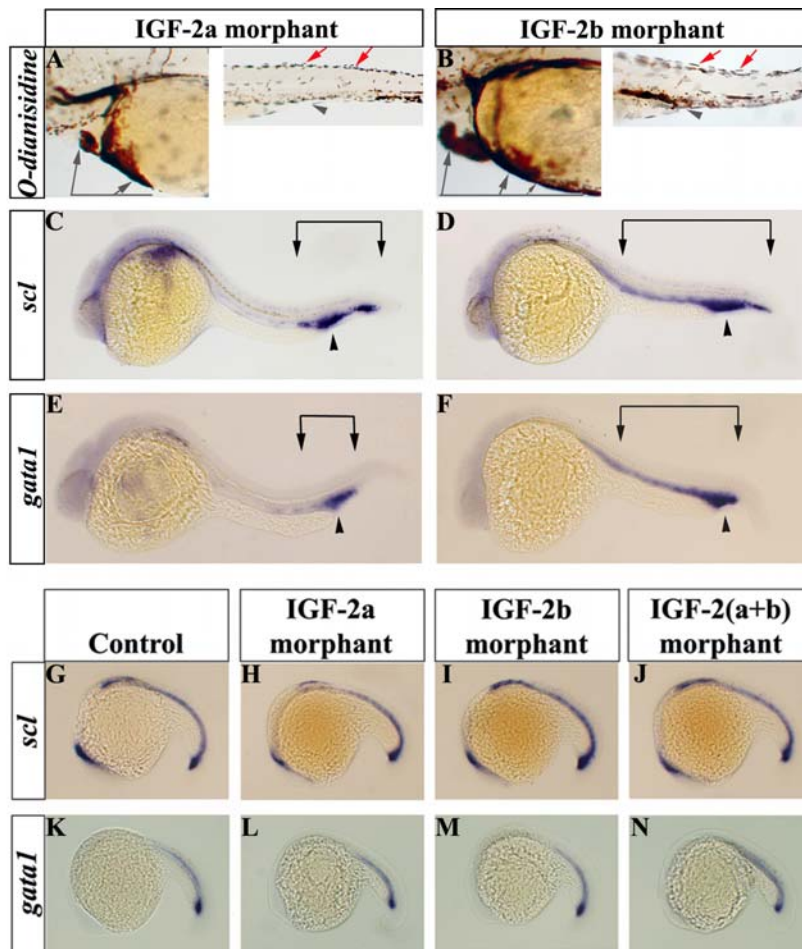 IGF-2a morphant
IGF-2b morphant
O-dianisidine
A
B
scl
C
D
gata1
E
F
Control
IGF-2a
morphant
IGF-2b
morphant
IGF-2(a+b)
morphant
scl
G
H
I
J
gata1
K
L
M
N